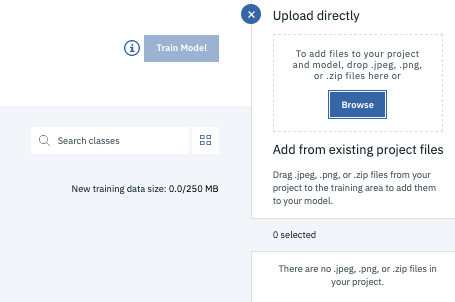 Train Model
Search classes
New training data size: 0.0/250 MB
Upload directly
To add files to your project
and model, drop .jpeg, .png,
or .zip files here or
Browse
Add from existing project files
Drag .jpeg, .png, or .zip files from your
project to the training area to add them
to your model.
0 selected
There are no .jpeg, .png, or .zip files in
your project.